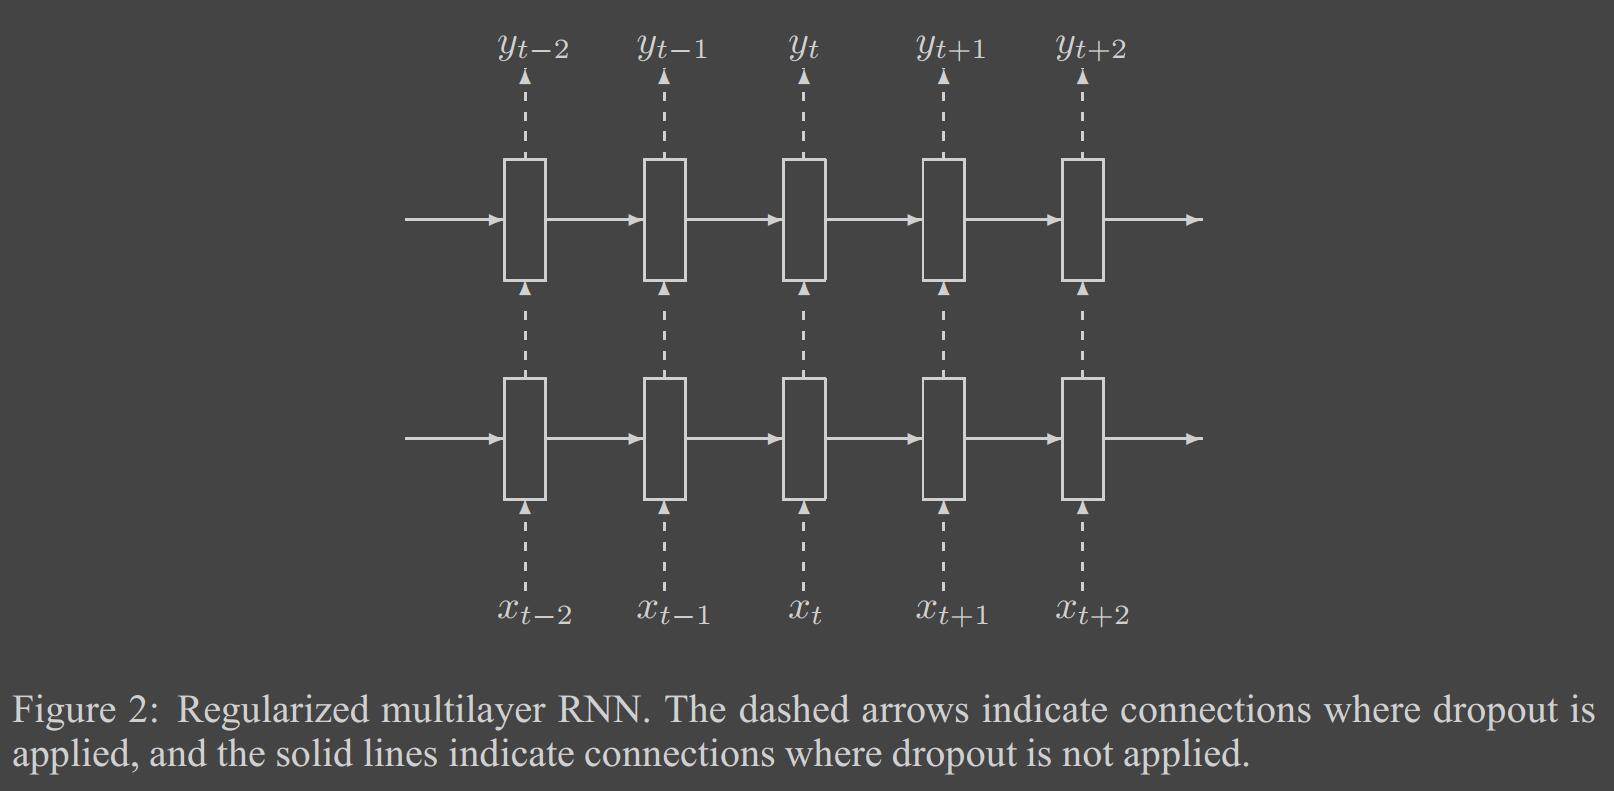 y_{t−2} y_{t−1} y_t y_{t+1} y_{t+2}
x_{t−2} x_{t−1} x_t x_{t+1} x_{t+2}
Figure 2: Regularized multilayer RNN. The dashed arrows indicate connections where dropout is
applied, and the solid lines indicate connections where dropout is not applied.